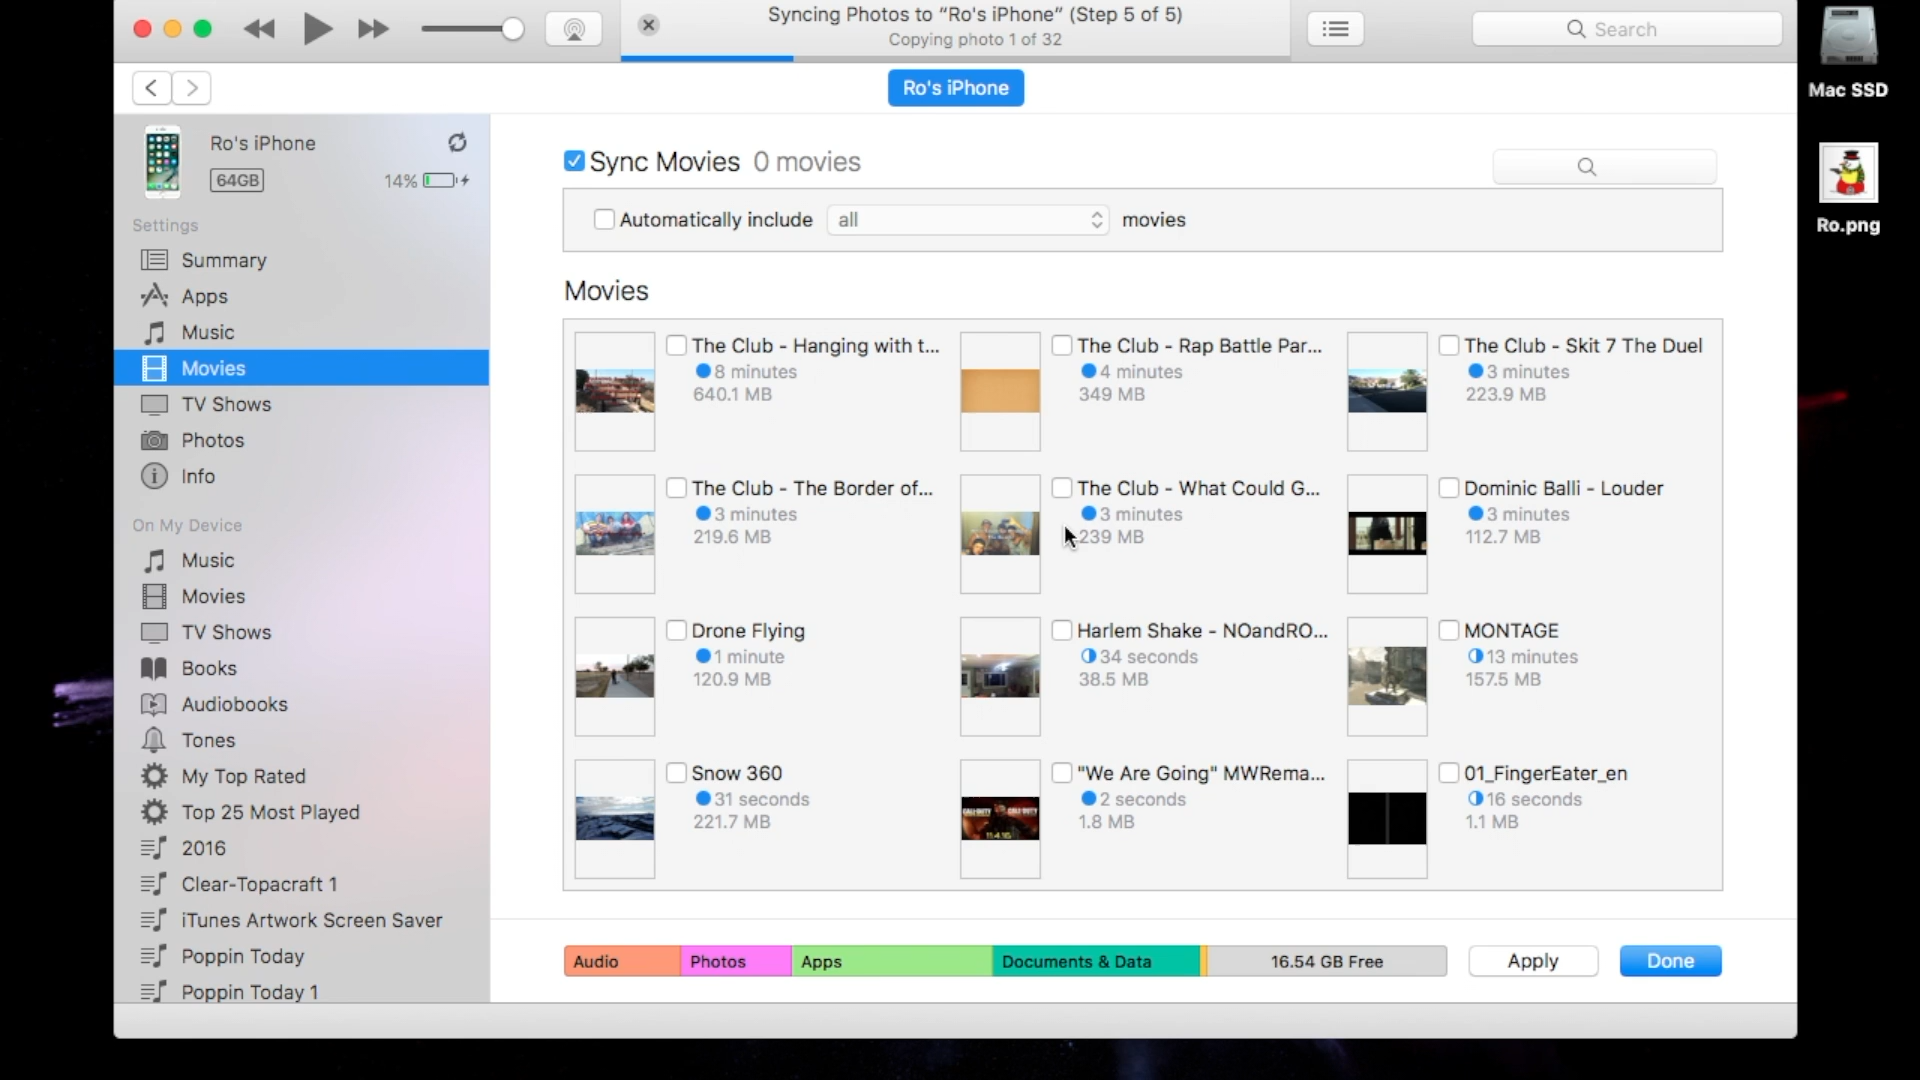 Syncing Photos to “Ro's iPhone” (Step 5 of 5)
Copying photo 1 of 32
Search
Mac SSD
Ro.png
Ro's iPhone
Ro's iPhone
64GB
14%
Settings
Summary
Apps
Music
Movies
TV Shows
Photos
Info
On My Device
Music
Movies
TV Shows
Books
Audiobooks
Tones
My Top Rated
Top 25 Most Played
2016
Clear-Topacraft 1
iTunes Artwork Screen Saver
Poppin Today
Poppin Today 1
Sync Movies 0 movies
Automatically include all movies
Movies
The Club - Hanging with t...
8 minutes
640.1 MB
The Club - Rap Battle Par...
4 minutes
349 MB
The Club - Skit 7 The Duel
3 minutes
223.9 MB
The Club - The Border of...
3 minutes
219.6 MB
The Club - What Could G...
3 minutes
239 MB
Dominic Balli - Louder
3 minutes
112.7 MB
Drone Flying
1 minute
120.9 MB
Harlem Shake - NOandRO...
34 seconds
38.5 MB
MONTAGE
13 minutes
157.5 MB
Snow 360
31 seconds
221.7 MB
"We Are Going" MWRema...
2 seconds
1.8 MB
01_FingerEater_en
16 seconds
1.1 MB
Audio Photos Apps Documents & Data 16.54 GB Free
Apply
Done